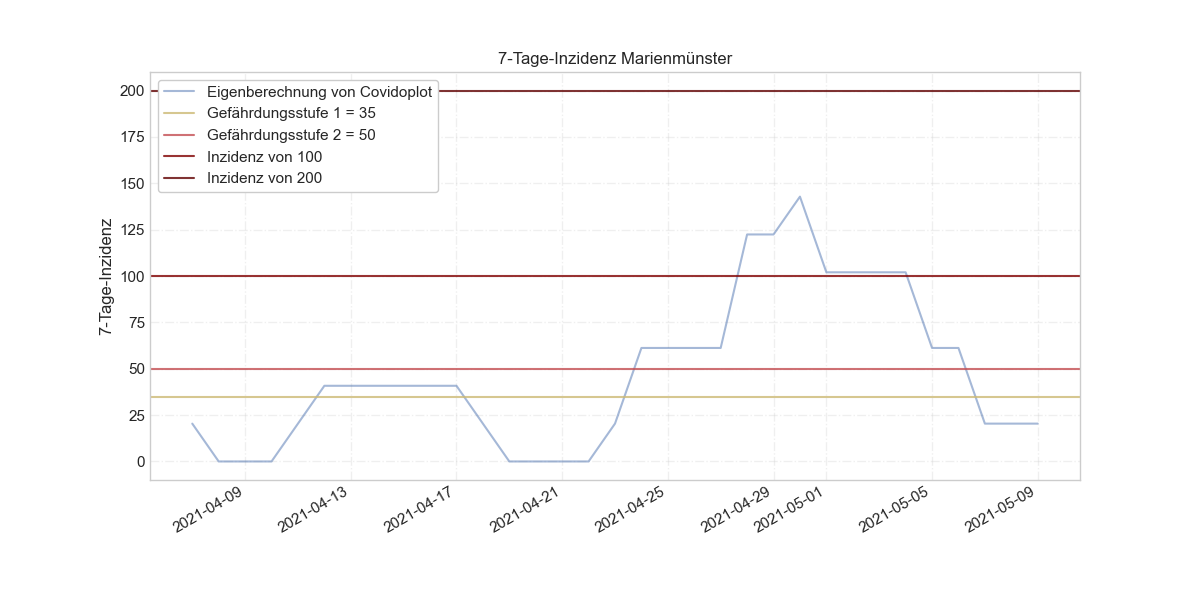 7-Tage-Inzidenz Marienmünster
Eigenberechnung von Covidoplot
Gefährdungsstufe 1 = 35
Gefährdungsstufe 2 = 50
Inzidenz von 100
Inzidenz von 200
7-Tage-Inzidenz
200
175
150
125
100
75
50
25
0
2021-04-09
2021-04-13
2021-04-17
2021-04-21
2021-04-25
2021-04-29
2021-05-01
2021-05-05
2021-05-09